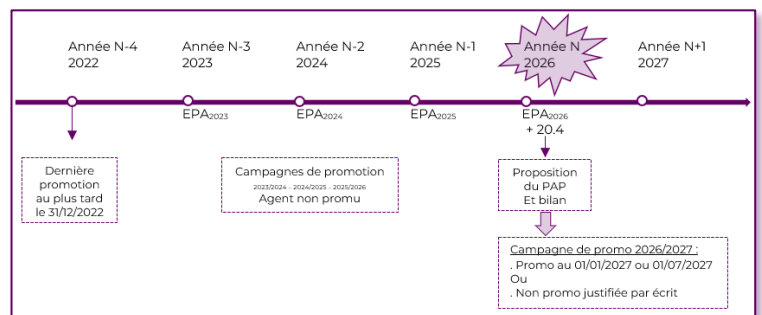 Année N-4
2022
Année N-3
2023
Année N-2
2024
Année N-1
2025
Année N
2026
Année N+1
2027
EPA2023
EPA2024
EPA2025
EPA2026
+ 20.4
Dernière
promotion
au plus tard
le 31/12/2022
Campagnes de promotion
2023/2024 – 2024/2025 – 2025/2026
Agent non promu
Proposition
du PAP
Et bilan
Campagne de promo 2026/2027 :
. Promo au 01/01/2027 ou 01/07/2027
Ou
. Non promo justifiée par écrit